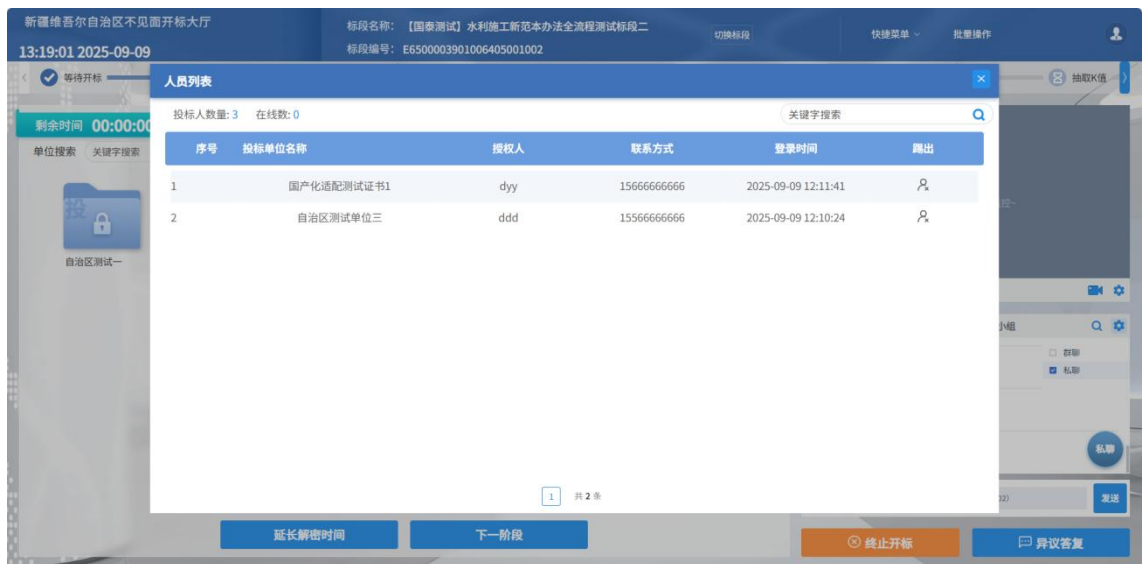 新疆维吾尔自治区不见面开标大厅
标段名称: 【国泰测试】水利施工新范本办法全流程测试标段二
切换标段
快捷菜单
批量操作
13:19:01 2025-09-09
标段编号: E6500003901006405001002
等待开标
抽取K值
人员列表
剩余时间 00:00:00
投标人数量: 3 在线数: 0
关键字搜索
单位搜索 关键字搜索
序号 投标单位名称 授权人 联系方式 登录时间 踢出
1 国产化适配测试证书1 dyy 15666666666 2025-09-09 12:11:41
2 自治区测试单位三 ddd 15566666666 2025-09-09 12:10:24
投
自治区测试一
小组
群聊
私聊
私聊
1 共 2 条
发送
延长解密时间
下一阶段
终止开标
异议答复